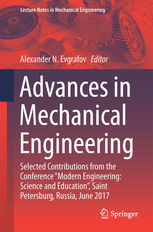 Lecture Notes in Mechanical Engineering
Alexander N. Evgrafov Editor
Advances in
Mechanical
Engineering
Selected Contributions from the
Conference “Modern Engineering:
Science and Education”, Saint
Petersburg, Russia, June 2017
Springer